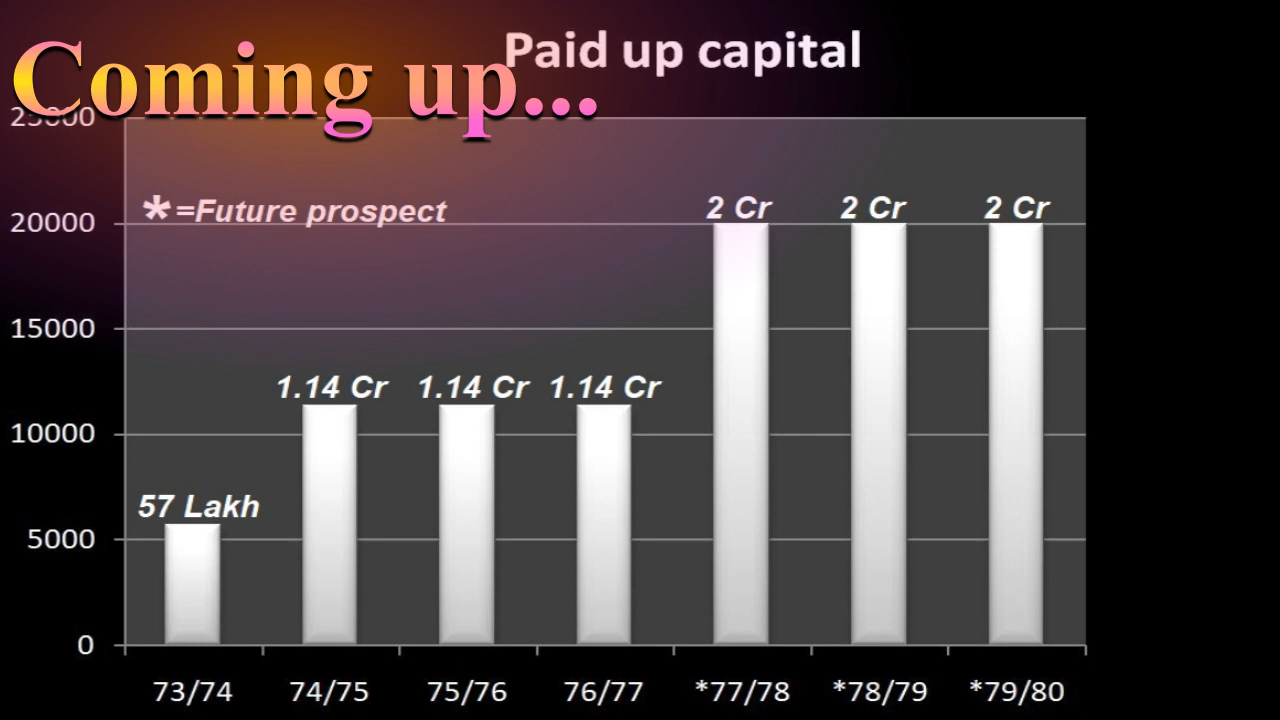 Coming up...
Paid up capital
25000
*=Future prospect
20000
2 Cr 2 Cr 2 Cr
15000
1.14 Cr 1.14 Cr 1.14 Cr
10000
57 Lakh
5000
0
73/74 74/75 75/76 76/77 *77/78 *78/79 *79/80